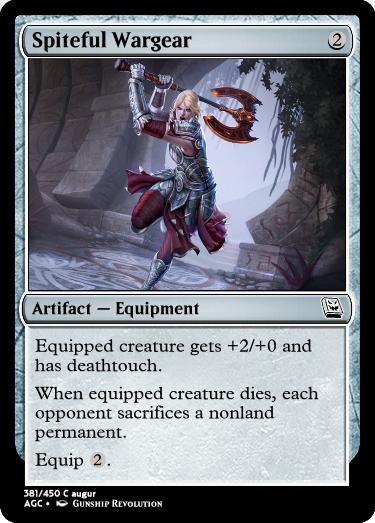 Spiteful Wargear 2
Artifact — Equipment
Equipped creature gets +2/+0 and
has deathtouch.
When equipped creature dies, each
opponent sacrifices a nonland
permanent.
Equip 2.
381/450 C augur
AGC • Gunship Revolution